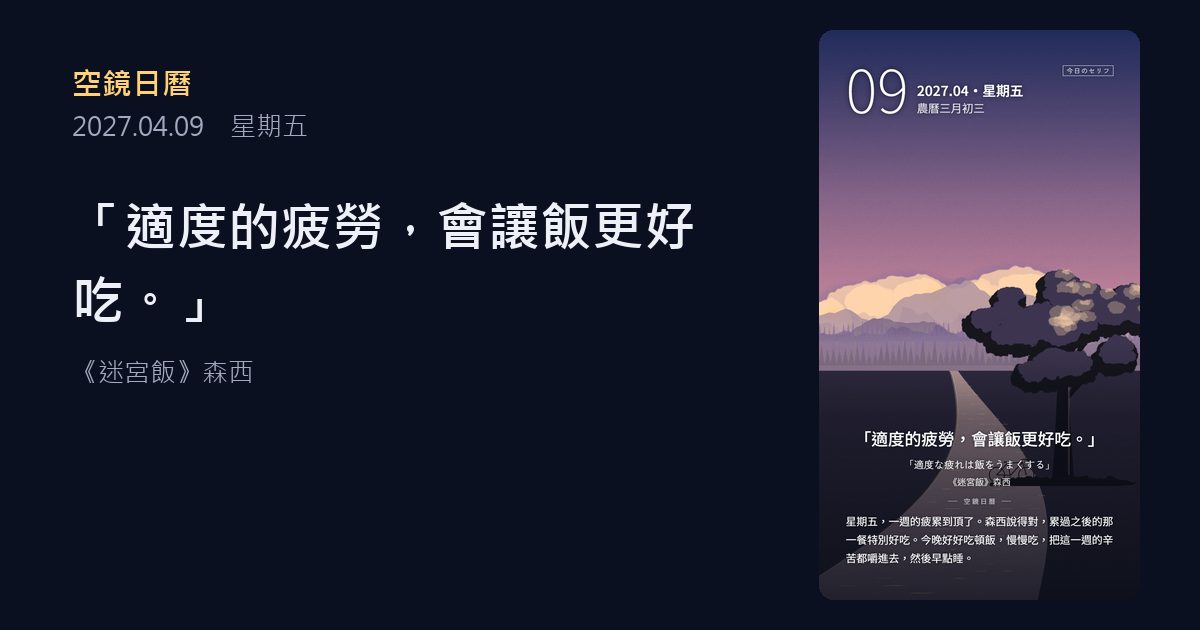 空鏡日曆
2027.04.09 星期五
「適度的疲勞，會讓飯更好
吃。」
《迷宮飯》森西
09
2027.04・星期五
農曆三月初三
今日のセリフ
「適度的疲勞，會讓飯更好吃。」
「適度な疲れは飯をうまくする」
《迷宮飯》森西
空鏡日曆
星期五，一週的疲累到頂了。森西說得對，累過之後的那
一餐特別好吃。今晚好好吃頓飯，慢慢吃，把這一週的辛
苦都嚼進去，然後早點睡。